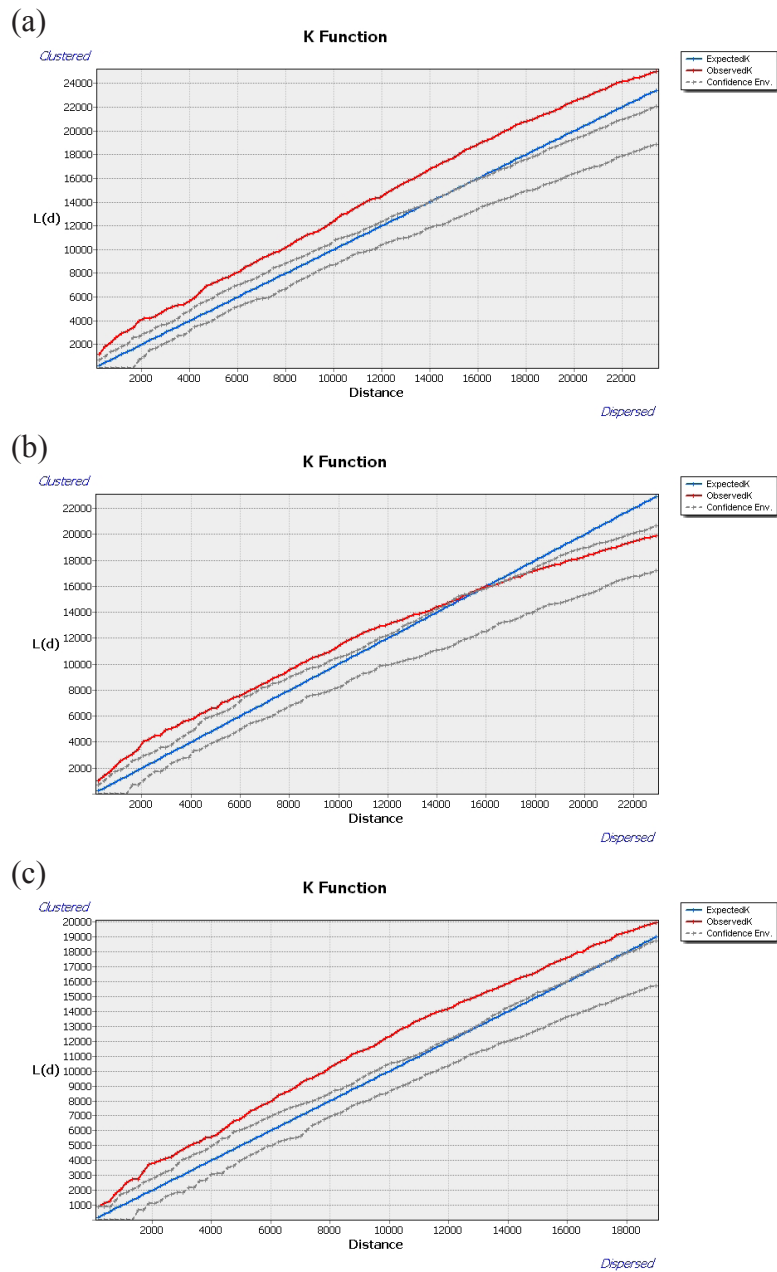 (a)
K Function
Clustered
ExpectedK
ObservedK
Confidence Env.
24000
22000
20000
18000
16000
14000
12000
10000
8000
6000
4000
2000
L(d)
2000 4000 6000 8000 10000 12000 14000 16000 18000 20000 22000
Distance
Dispersed
(b)
K Function
Clustered
ExpectedK
ObservedK
Confidence Env.
22000
20000
18000
16000
14000
12000
10000
8000
6000
4000
2000
L(d)
2000 4000 6000 8000 10000 12000 14000 16000 18000 20000 22000
Distance
Dispersed
(c)
K Function
Clustered
ExpectedK
ObservedK
Confidence Env.
20000
19000
18000
17000
16000
15000
14000
13000
12000
11000
10000
9000
8000
7000
6000
5000
4000
3000
2000
1000
L(d)
2000 4000 6000 8000 10000 12000 14000 16000 18000
Distance
Dispersed